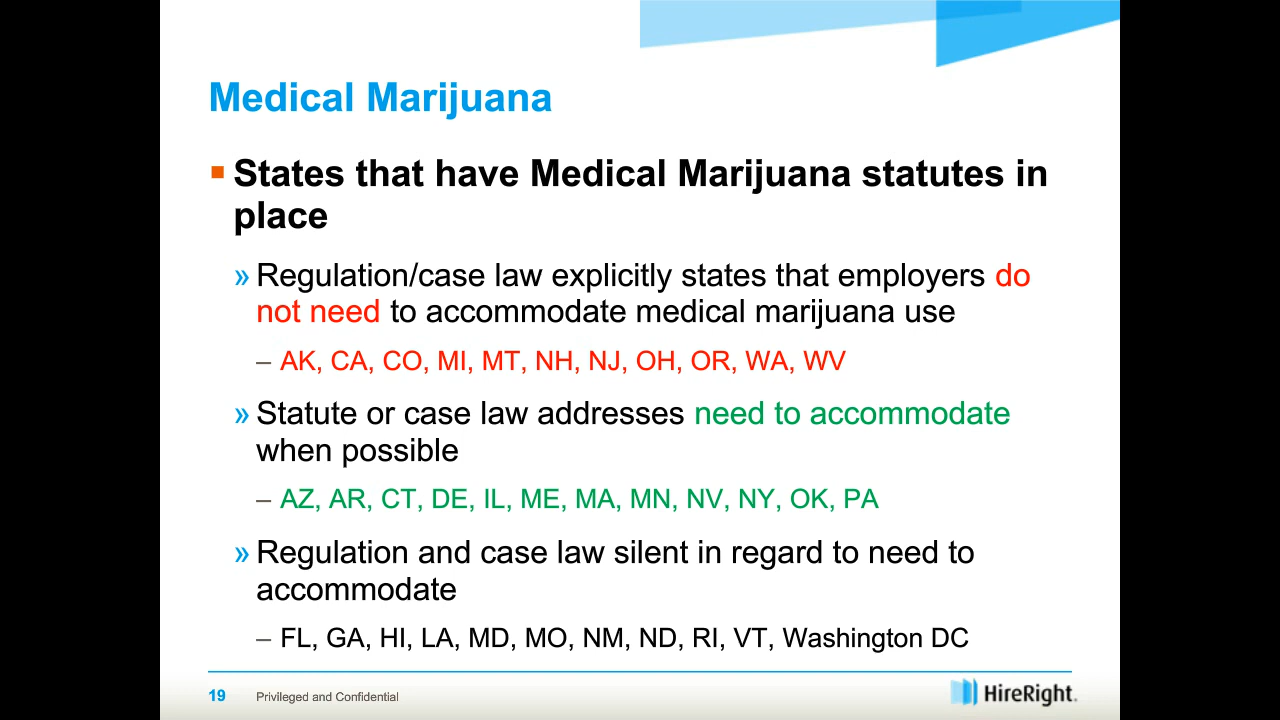 Medical Marijuana
▪ States that have Medical Marijuana statutes in
place
» Regulation/case law explicitly states that employers do
not need to accommodate medical marijuana use
– AK, CA, CO, MI, MT, NH, NJ, OH, OR, WA, WV
» Statute or case law addresses need to accommodate
when possible
– AZ, AR, CT, DE, IL, ME, MA, MN, NV, NY, OK, PA
» Regulation and case law silent in regard to need to
accommodate
– FL, GA, HI, LA, MD, MO, NM, ND, RI, VT, Washington DC
19 Privileged and Confidential
HireRight.